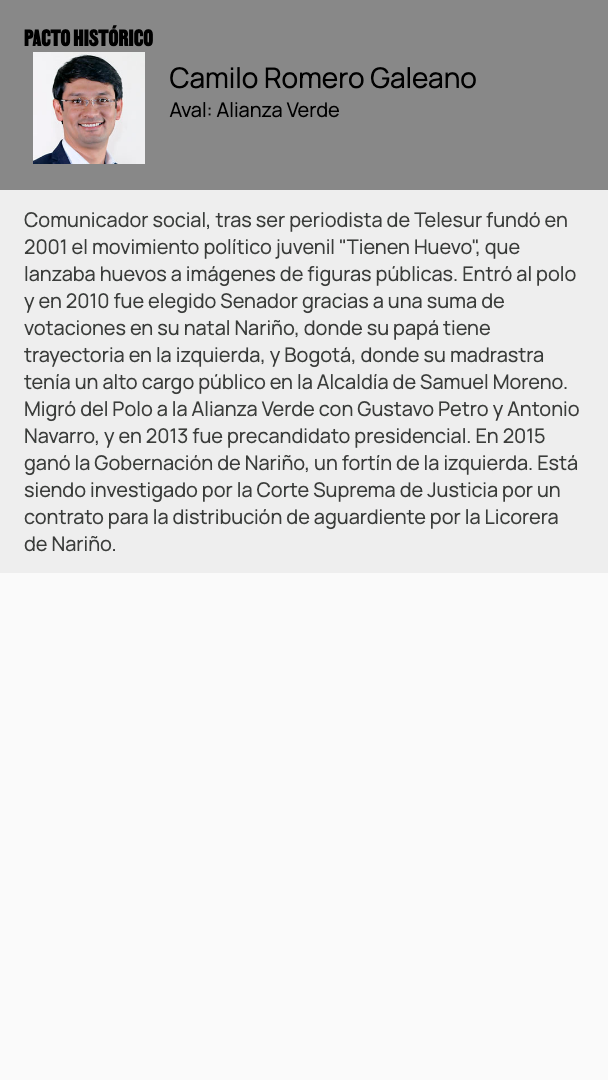 PACTO HISTÓRICO
Camilo Romero Galeano
Aval: Alianza Verde
Comunicador social, tras ser periodista de Telesur fundó en
2001 el movimiento político juvenil "Tienen Huevo", que
lanzaba huevos a imágenes de figuras públicas. Entró al polo
y en 2010 fue elegido Senador gracias a una suma de
votaciones en su natal Nariño, donde su papá tiene
trayectoria en la izquierda, y Bogotá, donde su madrastra
tenía un alto cargo público en la Alcaldía de Samuel Moreno.
Migró del Polo a la Alianza Verde con Gustavo Petro y Antonio
Navarro, y en 2013 fue precandidato presidencial. En 2015
ganó la Gobernación de Nariño, un fortín de la izquierda. Está
siendo investigado por la Corte Suprema de Justicia por un
contrato para la distribución de aguardiente por la Licorera
de Nariño.